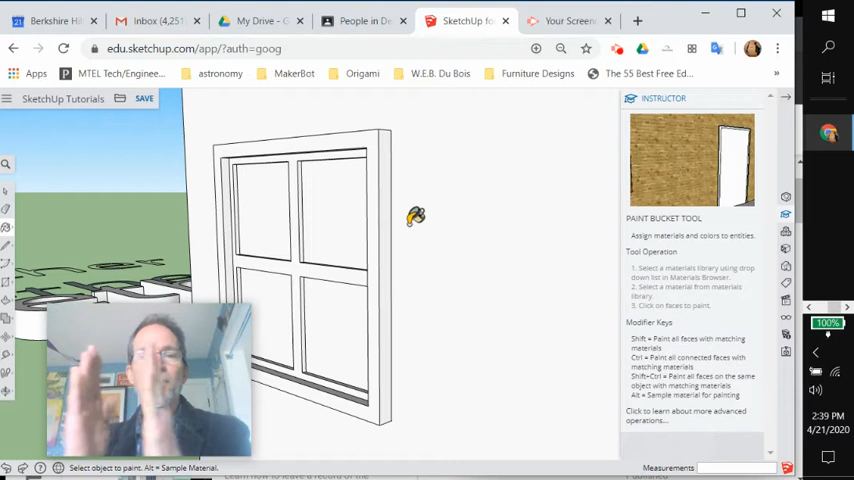 Berkshire Hil
Inbox (4,251
My Drive - G
People in De
SketchUp fo
Your Screen
edu.sketchup.com/app/?auth=goog
Apps
MTEL Tech/Enginee...
astronomy
MakerBot
Origami
W.E.B. Du Bois
Furniture Designs
The 55 Best Free Ed...
SketchUp Tutorials
SAVE
INSTRUCTOR
PAINT BUCKET TOOL
Assign materials and colors to entities.
Tool Operation
1. Select a materials library using drop
down list in Materials Browser.
2. Select a material from materials
library.
3. Click on faces to paint.
Modifier Keys
Shift = Paint all faces with matching
materials
Ctrl = Paint all connected faces with
matching materials
Shift+Ctrl = Paint all faces on the same
object with matching materials
Alt = Sample material for painting
Click to learn about more advanced
operations...
Select object to paint. Alt = Sample Material.
Measurements
100%
2:39 PM
4/21/2020